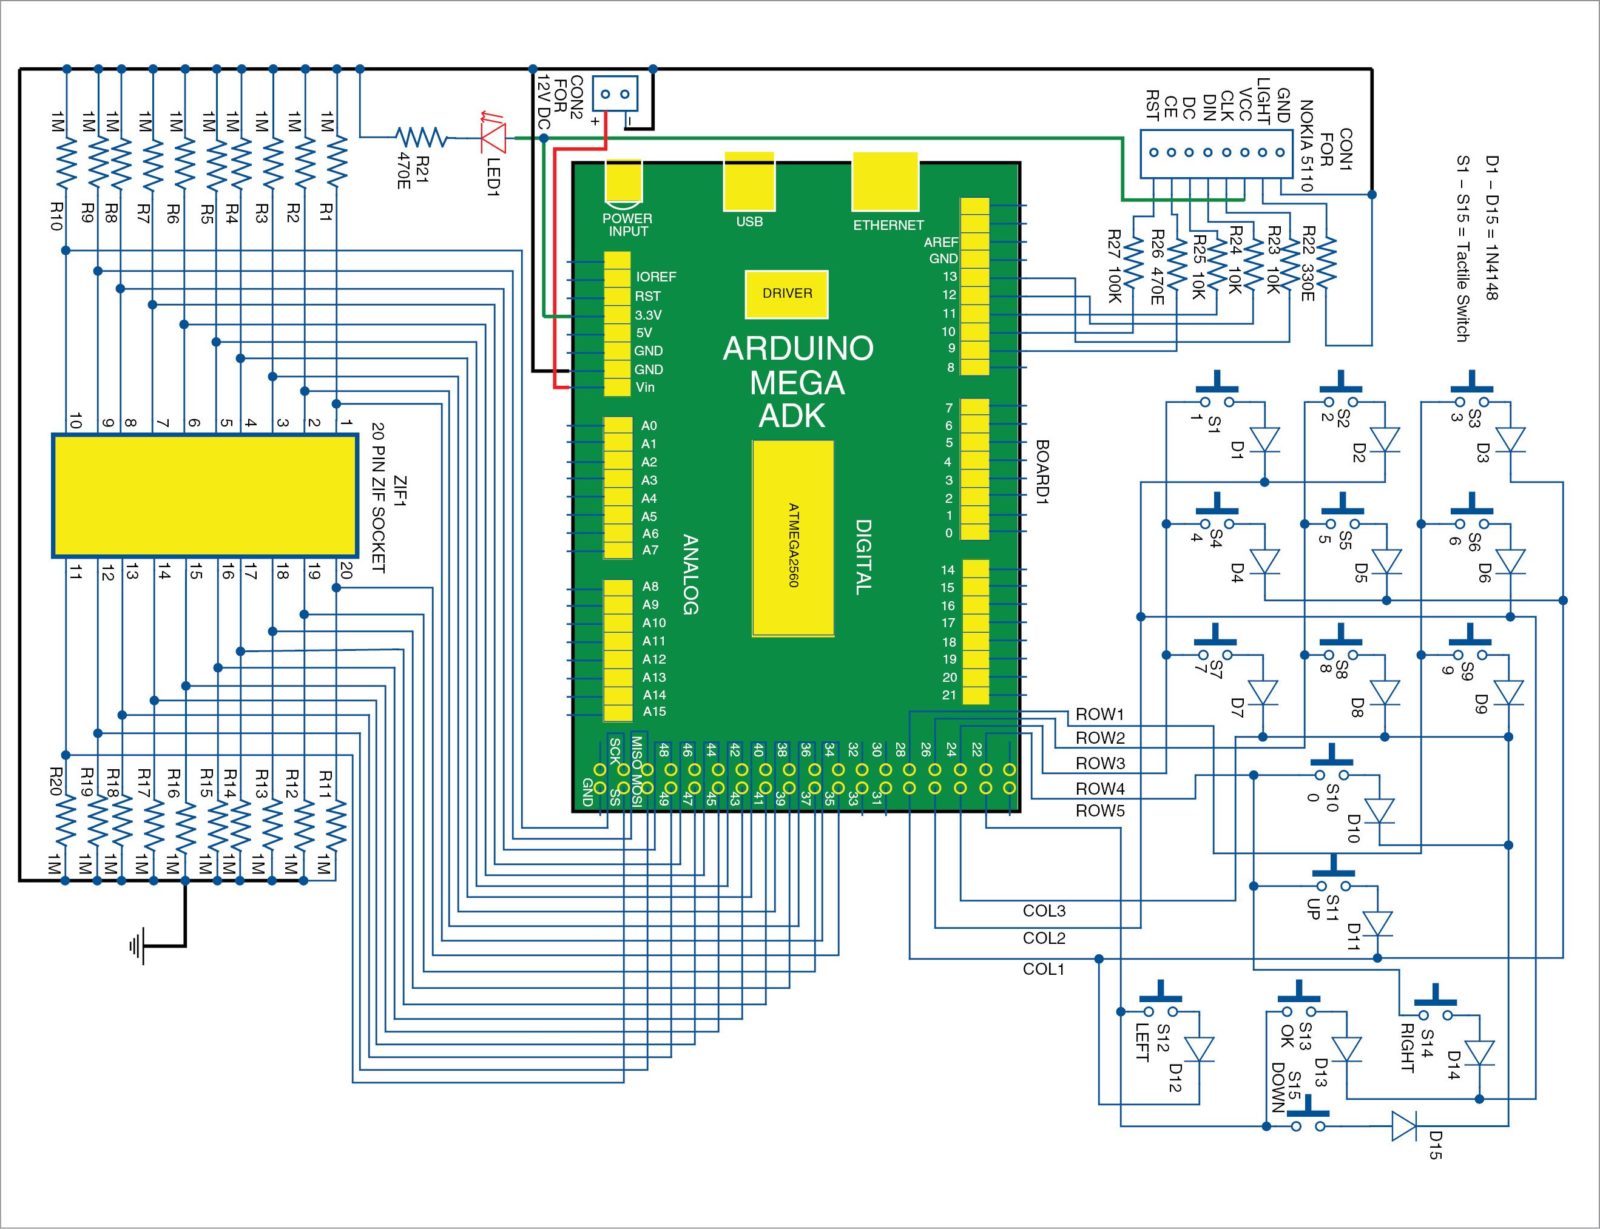 1M
1M
1M
1M
1M
1M
1M
1M
1M
1M
R10
R9
R8
R7
R6
R5
R4
R3
R2
R1
R21
470E
LED1
CON2
FOR
12V DC
+
–
RST
CE
DC
DIN
CLK
VCC
LIGHT
GND
NOKIA 5110
FOR
CON1
D1 – D15 = 1N4148
S1 – S15 = Tactile Switch
R27 100K
R26 470E
R25 10K
R24 10K
R23 10K
R22 330E
POWER
INPUT
USB
ETHERNET
DRIVER
ARDUINO
MEGA
ADK
ATMEGA2560
ANALOG
DIGITAL
BOARD1
IOREF
RST
3.3V
5V
GND
GND
Vin
A0
A1
A2
A3
A4
A5
A6
A7
A8
A9
A10
A11
A12
A13
A14
A15
AREF
GND
13
12
11
10
9
8
7
6
5
4
3
2
1
0
14
15
16
17
18
19
20
21
SCK
MISO
48
46
44
42
40
38
36
34
32
30
28
26
24
22
GND
SS
MOSI
49
47
45
43
41
39
37
35
33
31
10
9
8
7
6
5
4
3
2
1
ZIF1
20 PIN ZIF SOCKET
11
12
13
14
15
16
17
18
19
20
R20
R19
R18
R17
R16
R15
R14
R13
R12
R11
1M
1M
1M
1M
1M
1M
1M
1M
1M
1M
ROW1
ROW2
ROW3
ROW4
ROW5
COL3
COL2
COL1
S1
1
D1
S2
2
D2
S3
3
D3
S4
4
D4
S5
5
D5
S6
6
D6
S7
7
D7
S8
8
D8
S9
9
D9
S10
0
D10
S11
UP
D11
S12
LEFT
D12
S13
OK
D13
S14
RIGHT
D14
S15
DOWN
D15